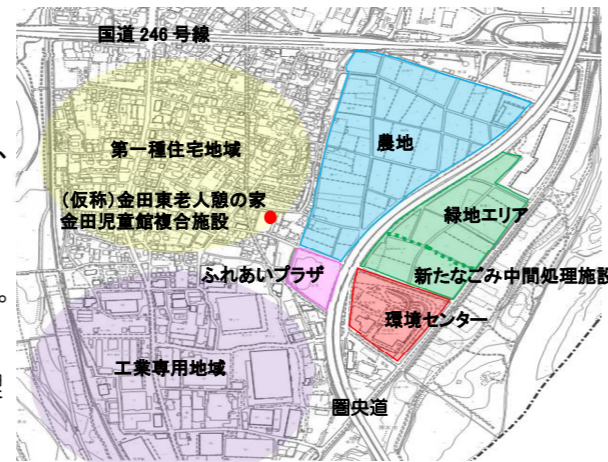 国道 246 号線
農地
第一種住宅地域
(仮称)金田東老人憩の家
金田児童館複合施設
緑地エリア
ふれあいプラザ
新たなごみ中間処理施設
環境センター
工業専用地域
圏央道